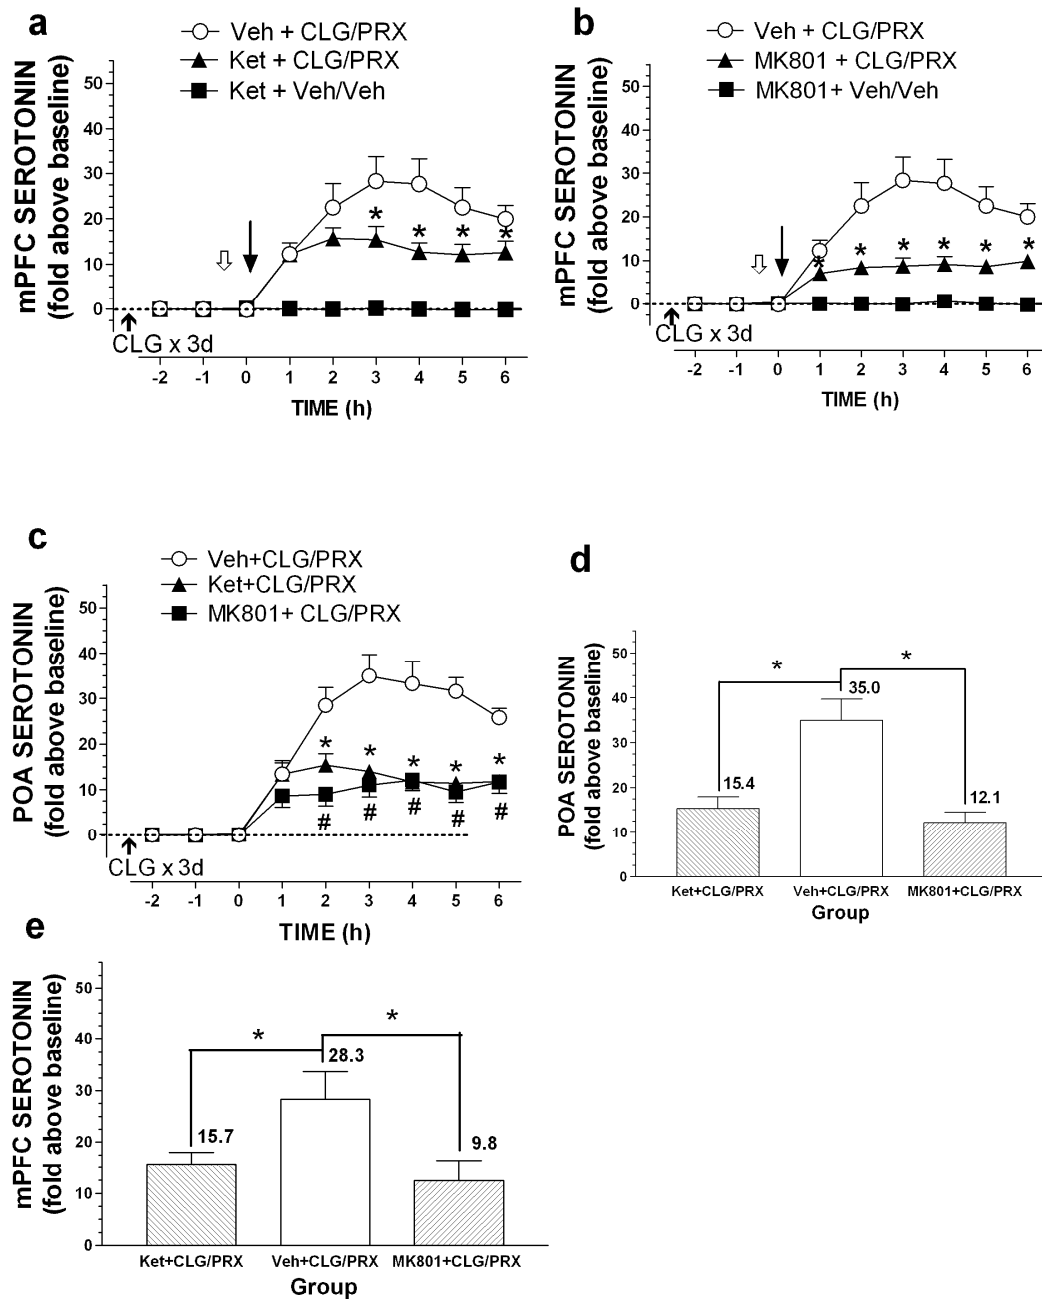 a
Veh + CLG/PRX
Ket + CLG/PRX
Ket + Veh/Veh
mPFC SEROTONIN
(fold above baseline)
50
40
30
20
10
0
* * * *
CLG x 3d
-2 -1 0 1 2 3 4 5 6
TIME (h)
b
Veh + CLG/PRX
MK801 + CLG/PRX
MK801+ Veh/Veh
mPFC SEROTONIN
(fold above baseline)
50
40
30
20
10
0
* * * * * *
CLG x 3d
-2 -1 0 1 2 3 4 5 6
TIME (h)
c
Veh+CLG/PRX
Ket+CLG/PRX
MK801+ CLG/PRX
POA SEROTONIN
(fold above baseline)
50
40
30
20
10
0
* * * * *
# # # # #
CLG x 3d
-2 -1 0 1 2 3 4 5 6
TIME (h)
d
POA SEROTONIN
(fold above baseline)
50
40
30
20
10
0
* *
15.4
35.0
12.1
Ket+CLG/PRX Veh+CLG/PRX MK801+CLG/PRX
Group
e
mPFC SEROTONIN
(fold above baseline)
50
40
30
20
10
0
* *
15.7
28.3
9.8
Ket+CLG/PRX Veh+CLG/PRX MK801+CLG/PRX
Group